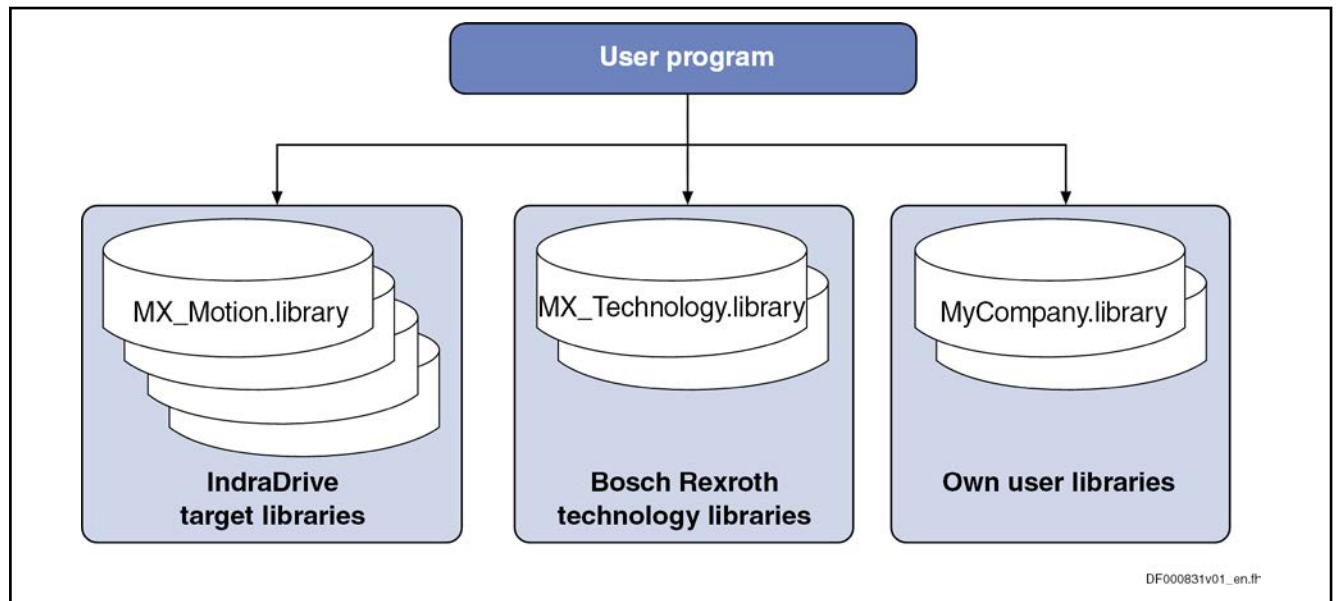 User program
MX_Motion.library
MX_Technology.library
MyCompany.library
IndraDrive
target libraries
Bosch Rexroth
technology libraries
Own user libraries
DF000831v01_en.fh